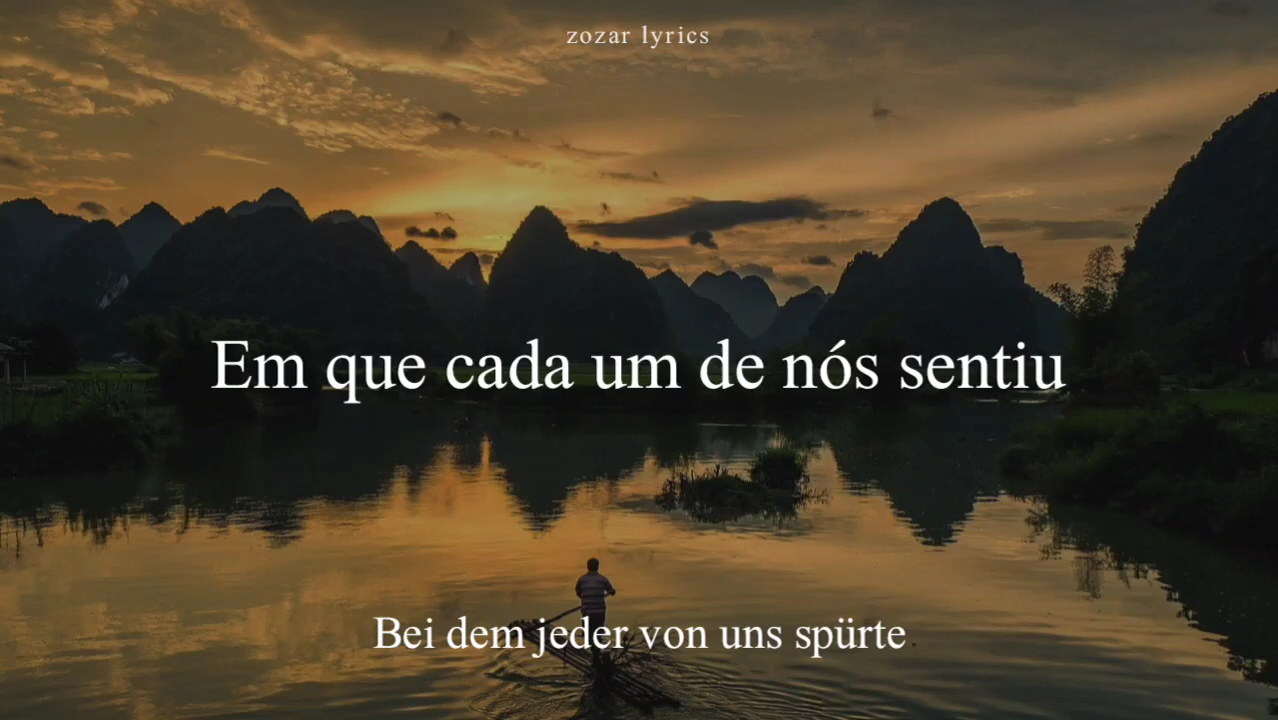 zozar lyrics
Em que cada um de nós sentiu
Bei dem jeder von uns spürte